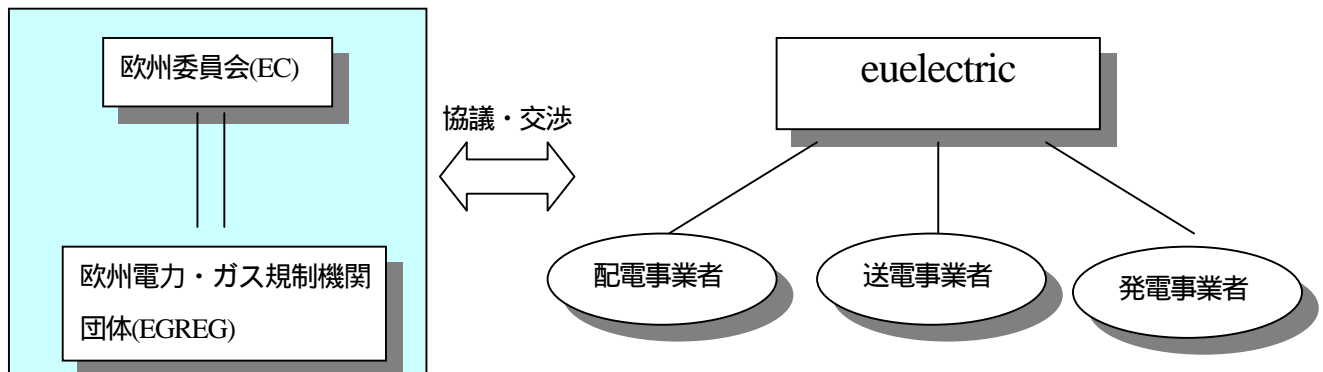 欧州委員会(EC)
欧州電力・ガス規制機関
団体(EGREG)
協議・交渉
euelectric
配電事業者
送電事業者
発電事業者